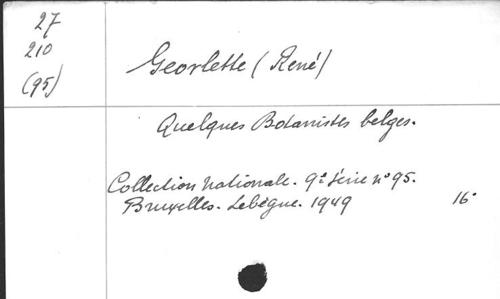 27
210
(95)
Georlette (René)
Quelques Botanistes belges.
Collection nationale. 9e série n° 95.
Bruxelles. Lebègue. 1949 16°